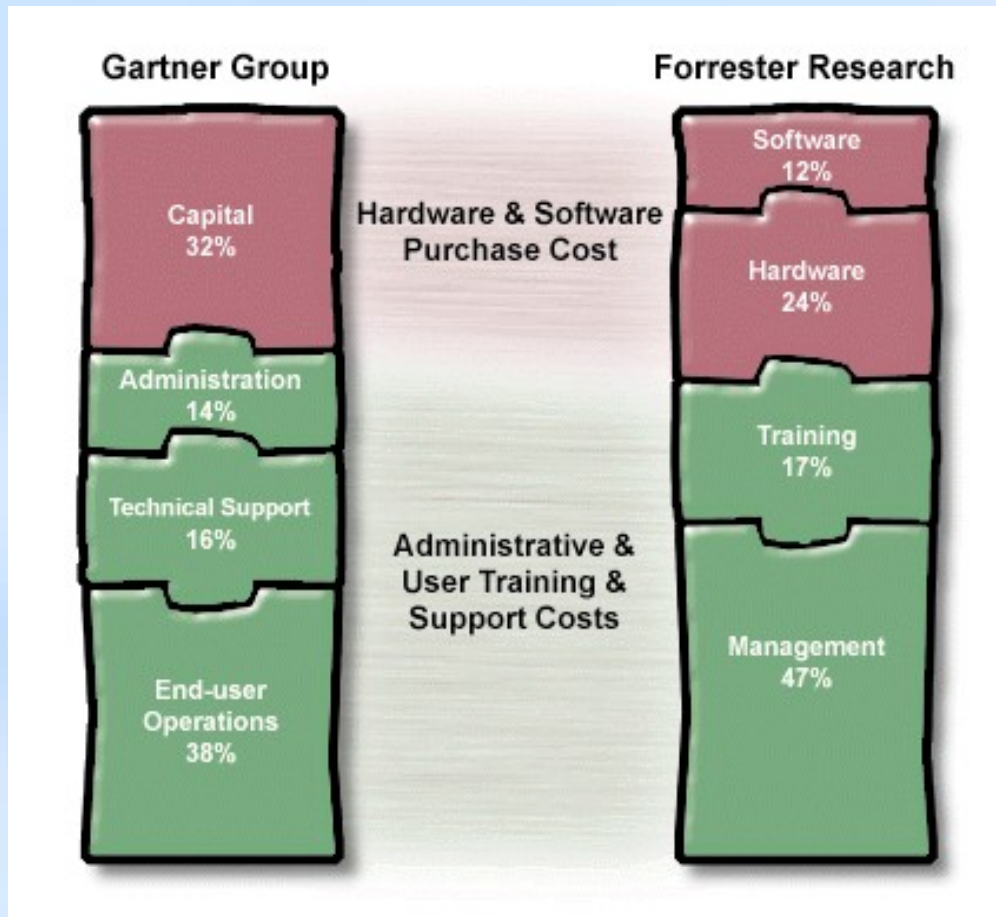 Gartner Group
Capital
32%
Administration
14%
Technical Support
16%
End-user
Operations
38%
Hardware & Software
Purchase Cost
Administrative &
User Training &
Support Costs
Forrester Research
Software
12%
Hardware
24%
Training
17%
Management
47%